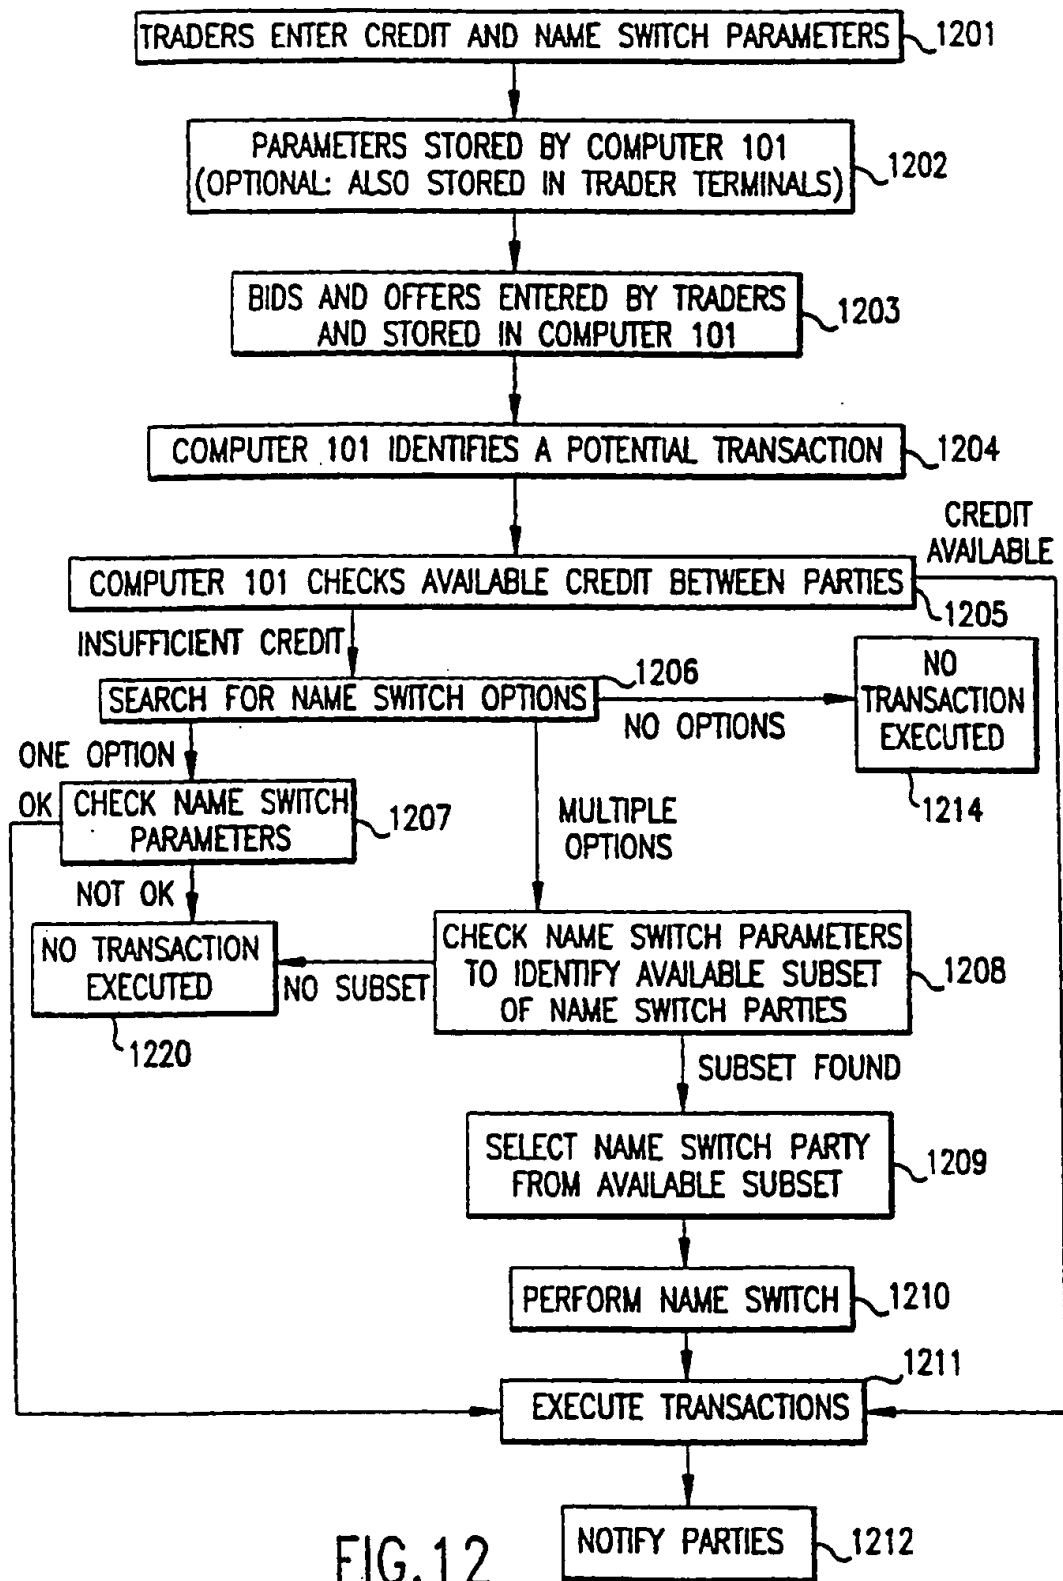 TRADERS ENTER CREDIT AND NAME SWITCH PARAMETERS
1201
PARAMETERS STORED BY COMPUTER 101
(OPTIONAL: ALSO STORED IN TRADER TERMINALS)
1202
BIDS AND OFFERS ENTERED BY TRADERS
AND STORED IN COMPUTER 101
1203
COMPUTER 101 IDENTIFIES A POTENTIAL TRANSACTION
1204
CREDIT
AVAILABLE
COMPUTER 101 CHECKS AVAILABLE CREDIT BETWEEN PARTIES
1205
INSUFFICIENT CREDIT
SEARCH FOR NAME SWITCH OPTIONS
1206
NO OPTIONS
NO
TRANSACTION
EXECUTED
1214
ONE OPTION
OK
CHECK NAME SWITCH
PARAMETERS
1207
MULTIPLE
OPTIONS
NOT OK
NO TRANSACTION
EXECUTED
1220
NO SUBSET
CHECK NAME SWITCH PARAMETERS
TO IDENTIFY AVAILABLE SUBSET
OF NAME SWITCH PARTIES
1208
SUBSET FOUND
SELECT NAME SWITCH PARTY
FROM AVAILABLE SUBSET
1209
PERFORM NAME SWITCH
1210
EXECUTE TRANSACTIONS
1211
NOTIFY PARTIES
1212
FIG.12